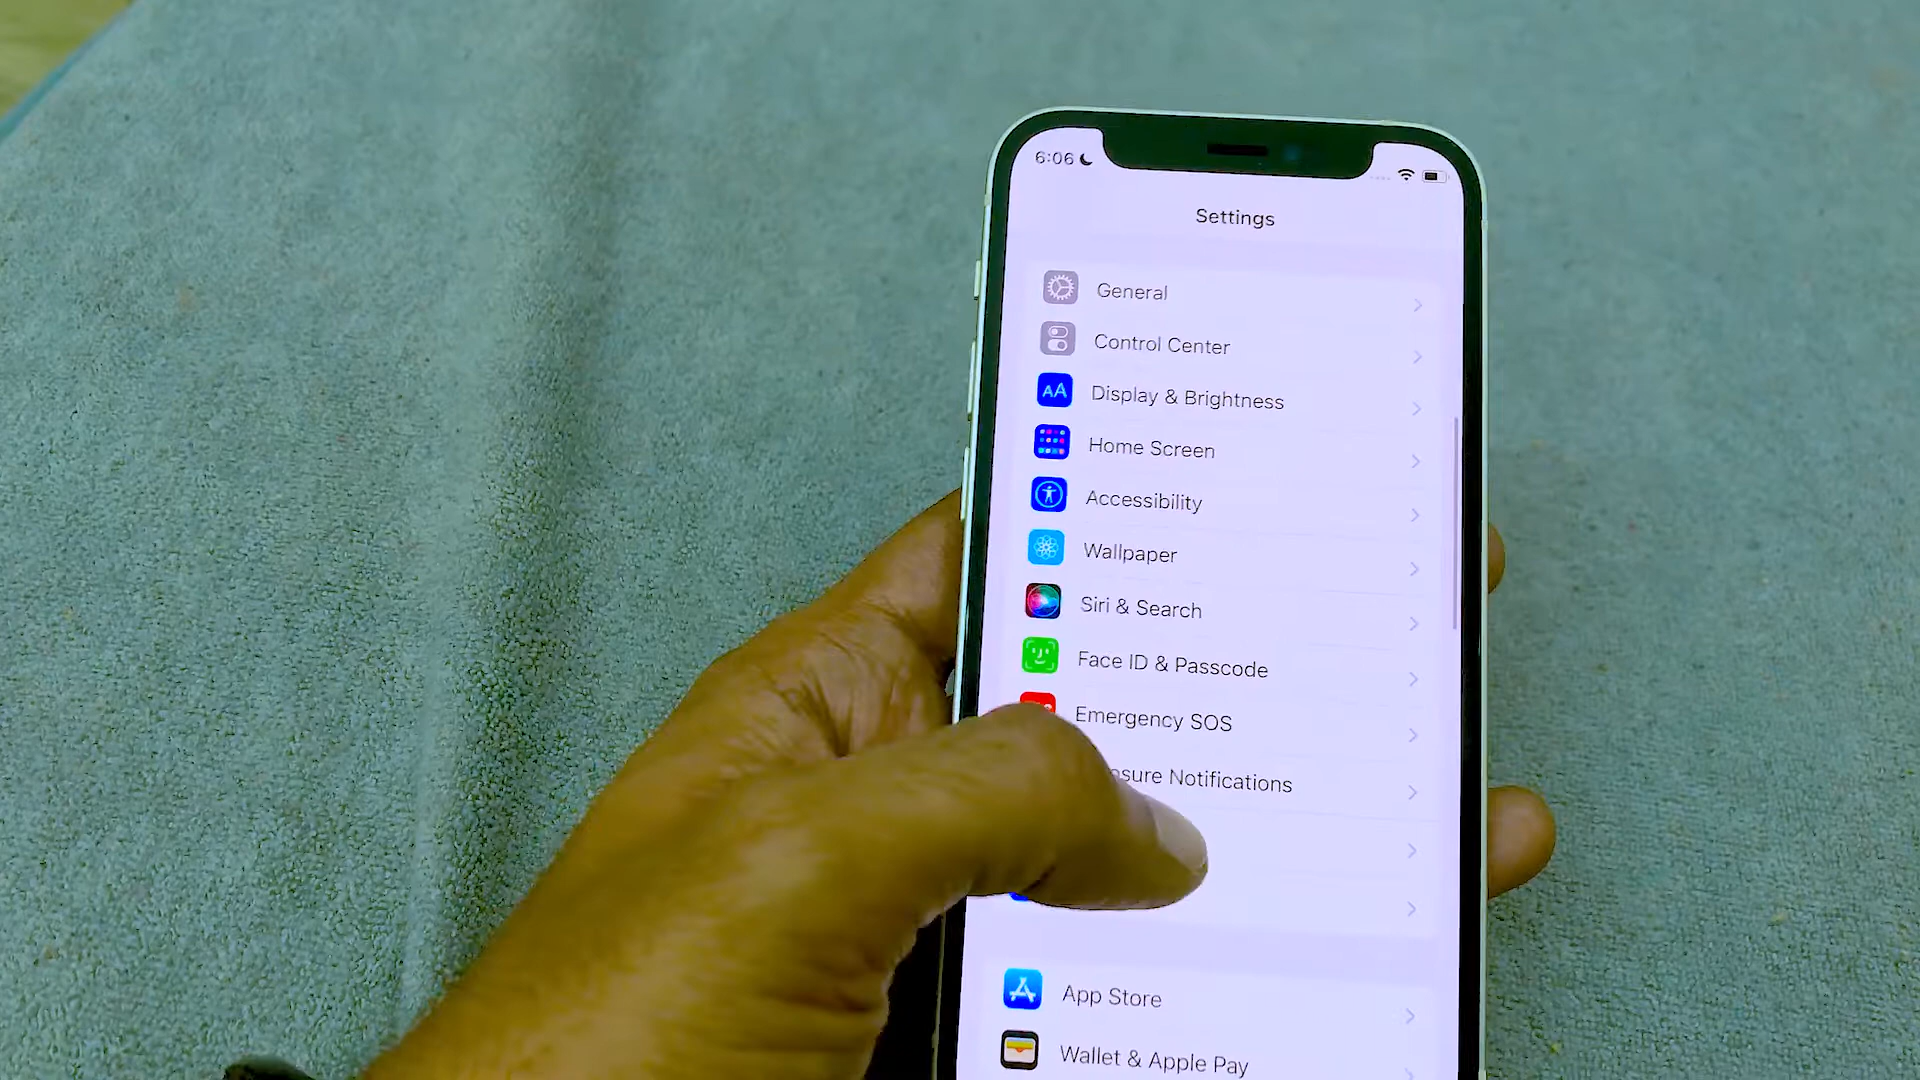 6:06
Settings
General
Control Center
AA
Display & Brightness
Home Screen
Accessibility
Wallpaper
Siri & Search
Face ID & Passcode
Emergency SOS
Notifications
App Store
Wallet & Apple Pay